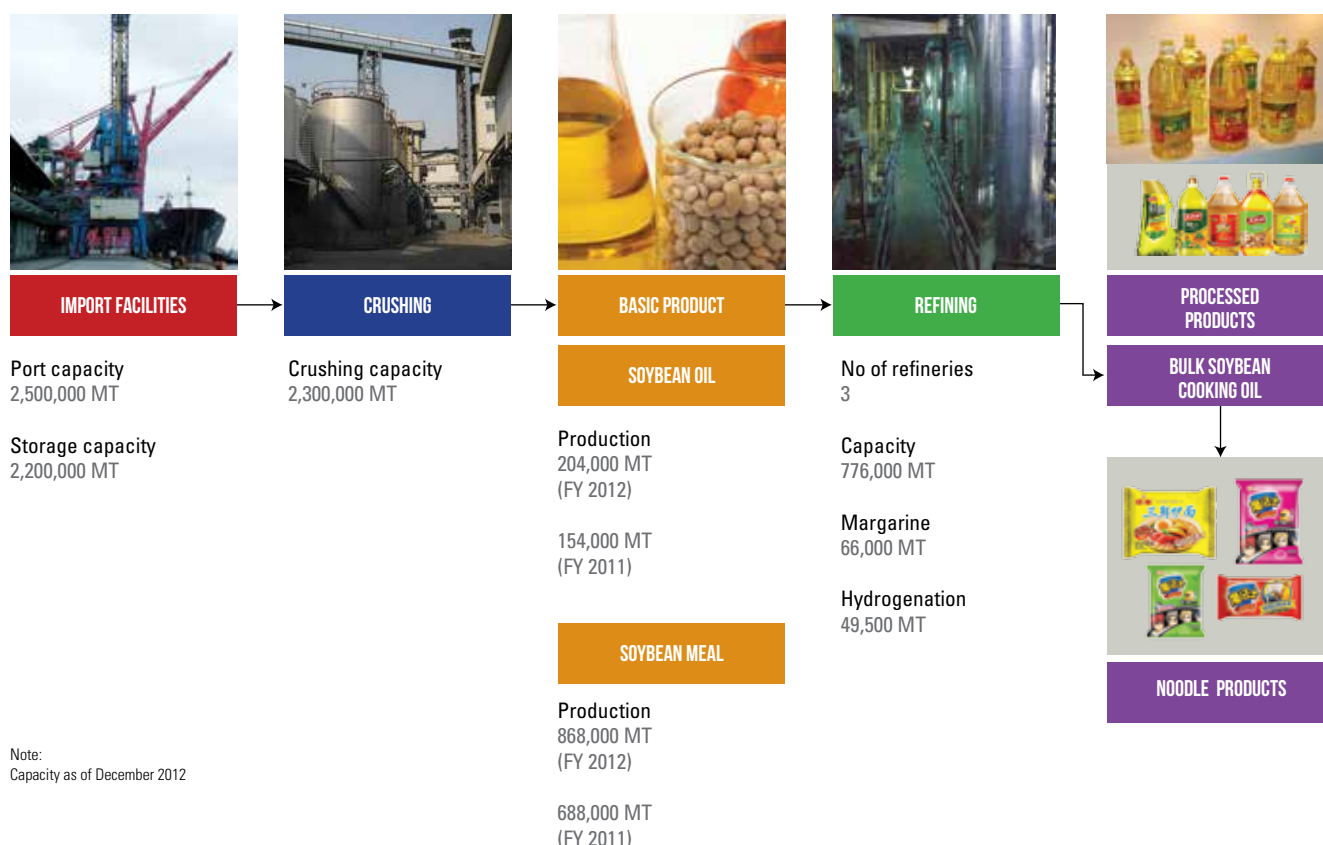 IMPORT FACILITIES
Port capacity
2,500,000 MT
Storage capacity
2,200,000 MT
CRUSHING
Crushing capacity
2,300,000 MT
BASIC PRODUCT
SOYBEAN OIL
Production
204,000 MT
(FY 2012)
154,000 MT
(FY 2011)
SOYBEAN MEAL
Production
868,000 MT
(FY 2012)
688,000 MT
(FY 2011)
REFINING
No of refineries
3
Capacity
776,000 MT
Margarine
66,000 MT
Hydrogenation
49,500 MT
PROCESSED
PRODUCTS
BULK SOYBEAN
COOKING OIL
NOODLE PRODUCTS
Note:
Capacity as of December 2012